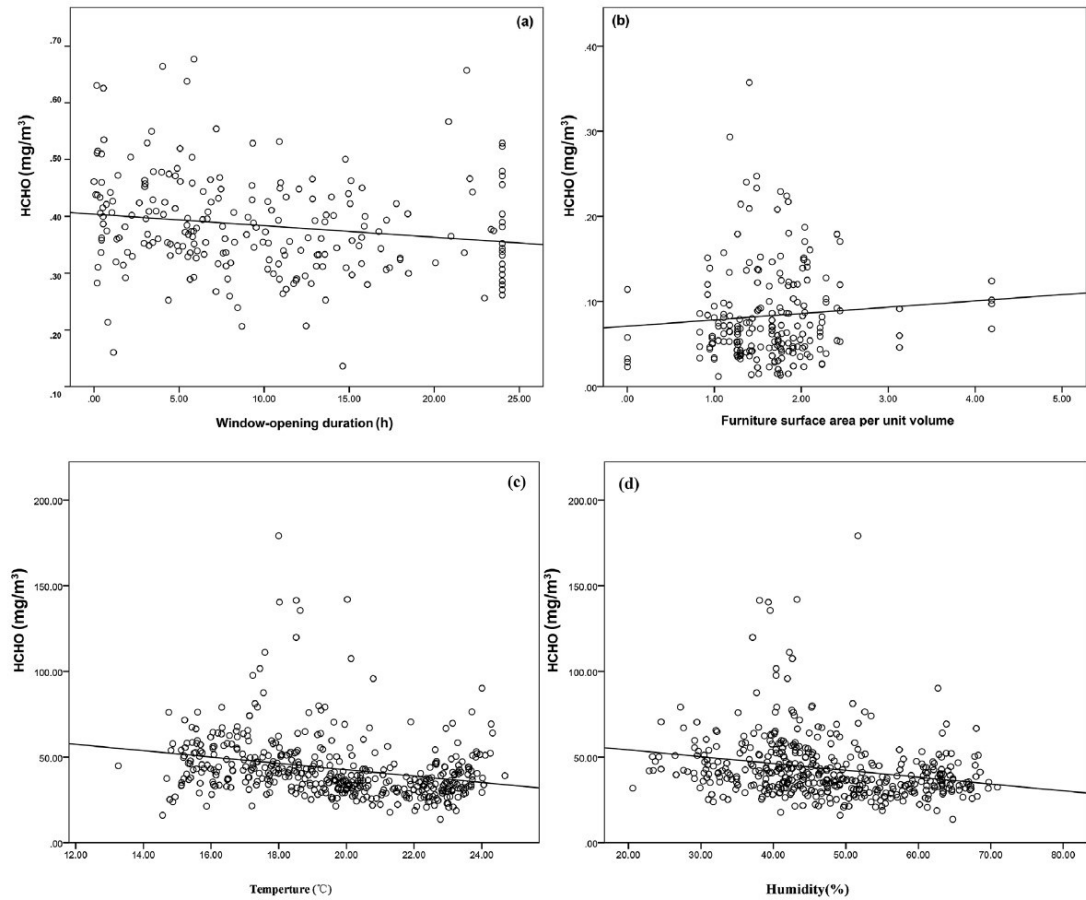 (a)
HCHO (mg/m³)
.70
.60
.50
.40
.30
.20
.10
.00 5.00 10.00 15.00 20.00 25.00
Window-opening duration (h)
(b)
HCHO (mg/m³)
.40
.30
.20
.10
.00
.00 1.00 2.00 3.00 4.00 5.00
Furniture surface area per unit volume
(c)
HCHO (mg/m³)
200.00
150.00
100.00
50.00
.00
12.00 14.00 16.00 18.00 20.00 22.00 24.00
Temperture (℃)
(d)
HCHO (mg/m³)
200.00
150.00
100.00
50.00
.00
20.00 30.00 40.00 50.00 60.00 70.00 80.00
Humidity(%)